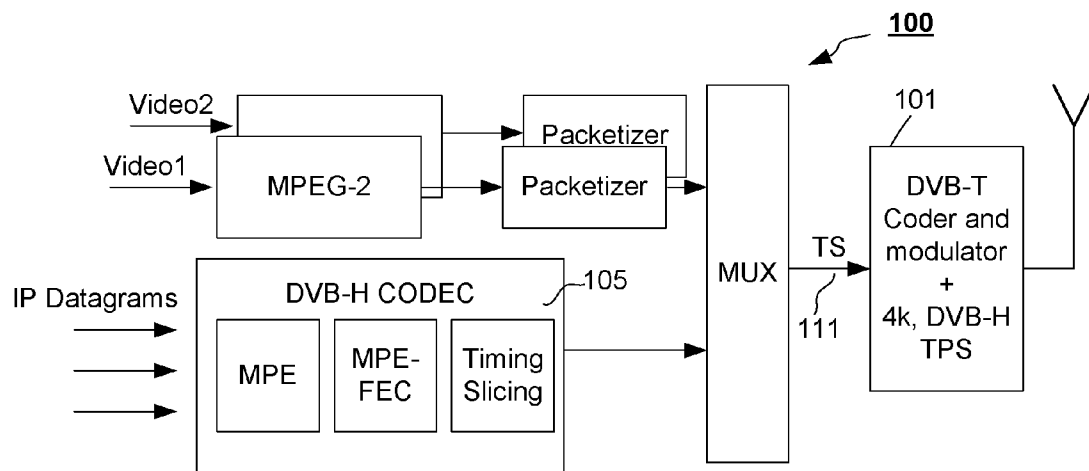 100
Video2
Video1
MPEG-2
Packetizer
Packetizer
MUX
TS
111
101
DVB-T
Coder and
modulator
+
4k, DVB-H
TPS
IP Datagrams
DVB-H CODEC
105
MPE
MPE-
FEC
Timing
Slicing